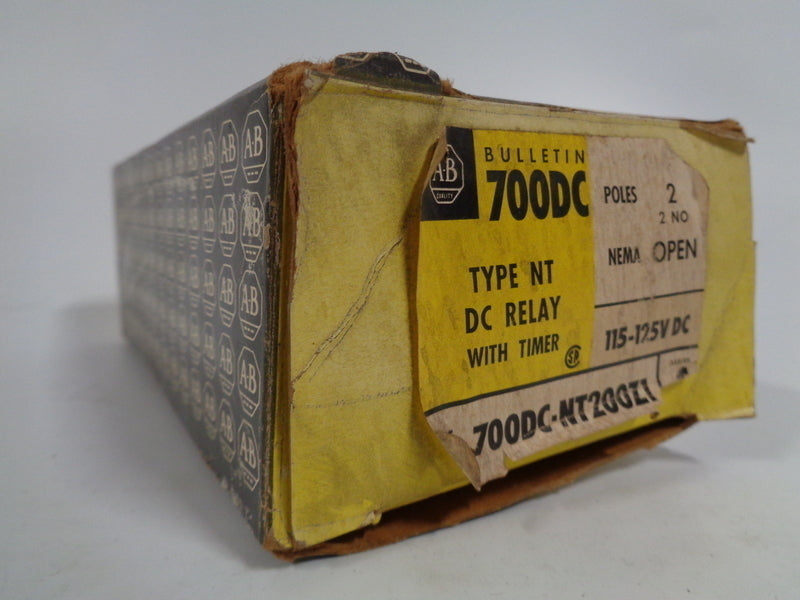 A-B
QUALITY
BULLETIN
700DC
TYPE NT
DC RELAY
WITH TIMER
POLES 2
2 NO
NEMA OPEN
115-125V DC
700DC-NT200Z1
A-B A-B A-B
A-B A-B
A-B A-B
A-B A-B
A-B